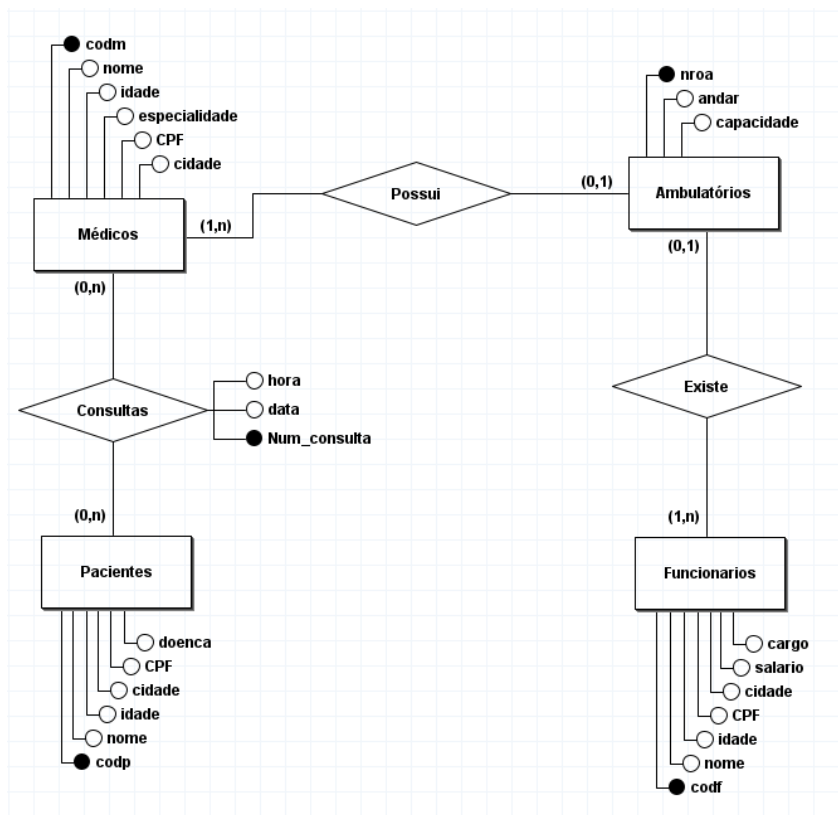 codm
nome
idade
especialidade
CPF
cidade
Médicos
(1,n)
Possui
(0,1)
nroa
andar
capacidade
Ambulatórios
(0,n)
(0,1)
Consultas
hora
data
Num_consulta
Existe
(0,n)
(1,n)
Pacientes
doenca
CPF
cidade
idade
nome
codp
Funcionarios
cargo
salario
cidade
CPF
idade
nome
codf